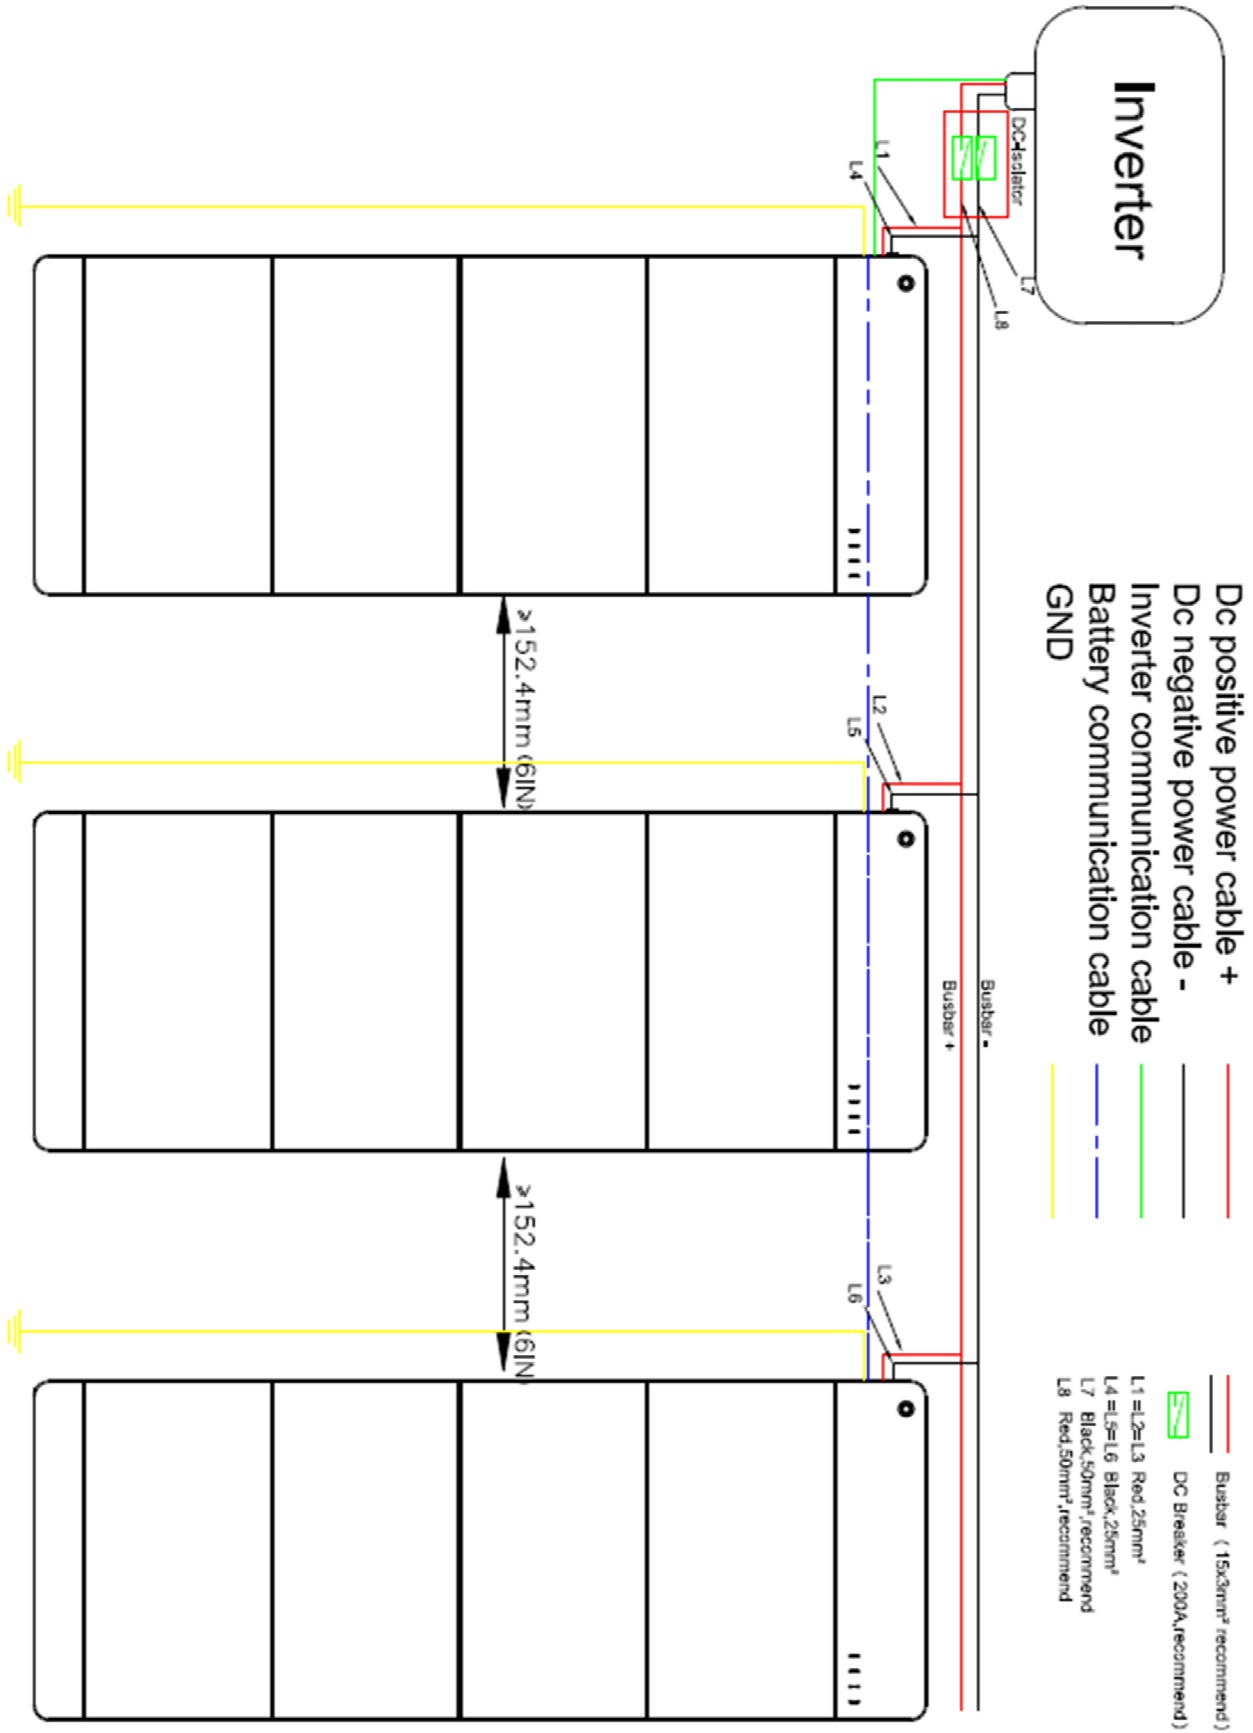 Inverter
DC-Isolator
L1
L4
L7
L8
L2
L5
L3
L6
Busbar -
Busbar +
≥152.4mm (6IN)
≥152.4mm (6IN)
Dc positive power cable +
Dc negative power cable -
Inverter communication cable
Battery communication cable
GND
Busbar ( 15x3mm² recommend )
DC Breaker ( 200A,recommend )
L1=L2=L3 Red,25mm²
L4=L5=L6 Black,25mm²
L7 Black,50mm²,recommend
L8 Red,50mm²,recommend